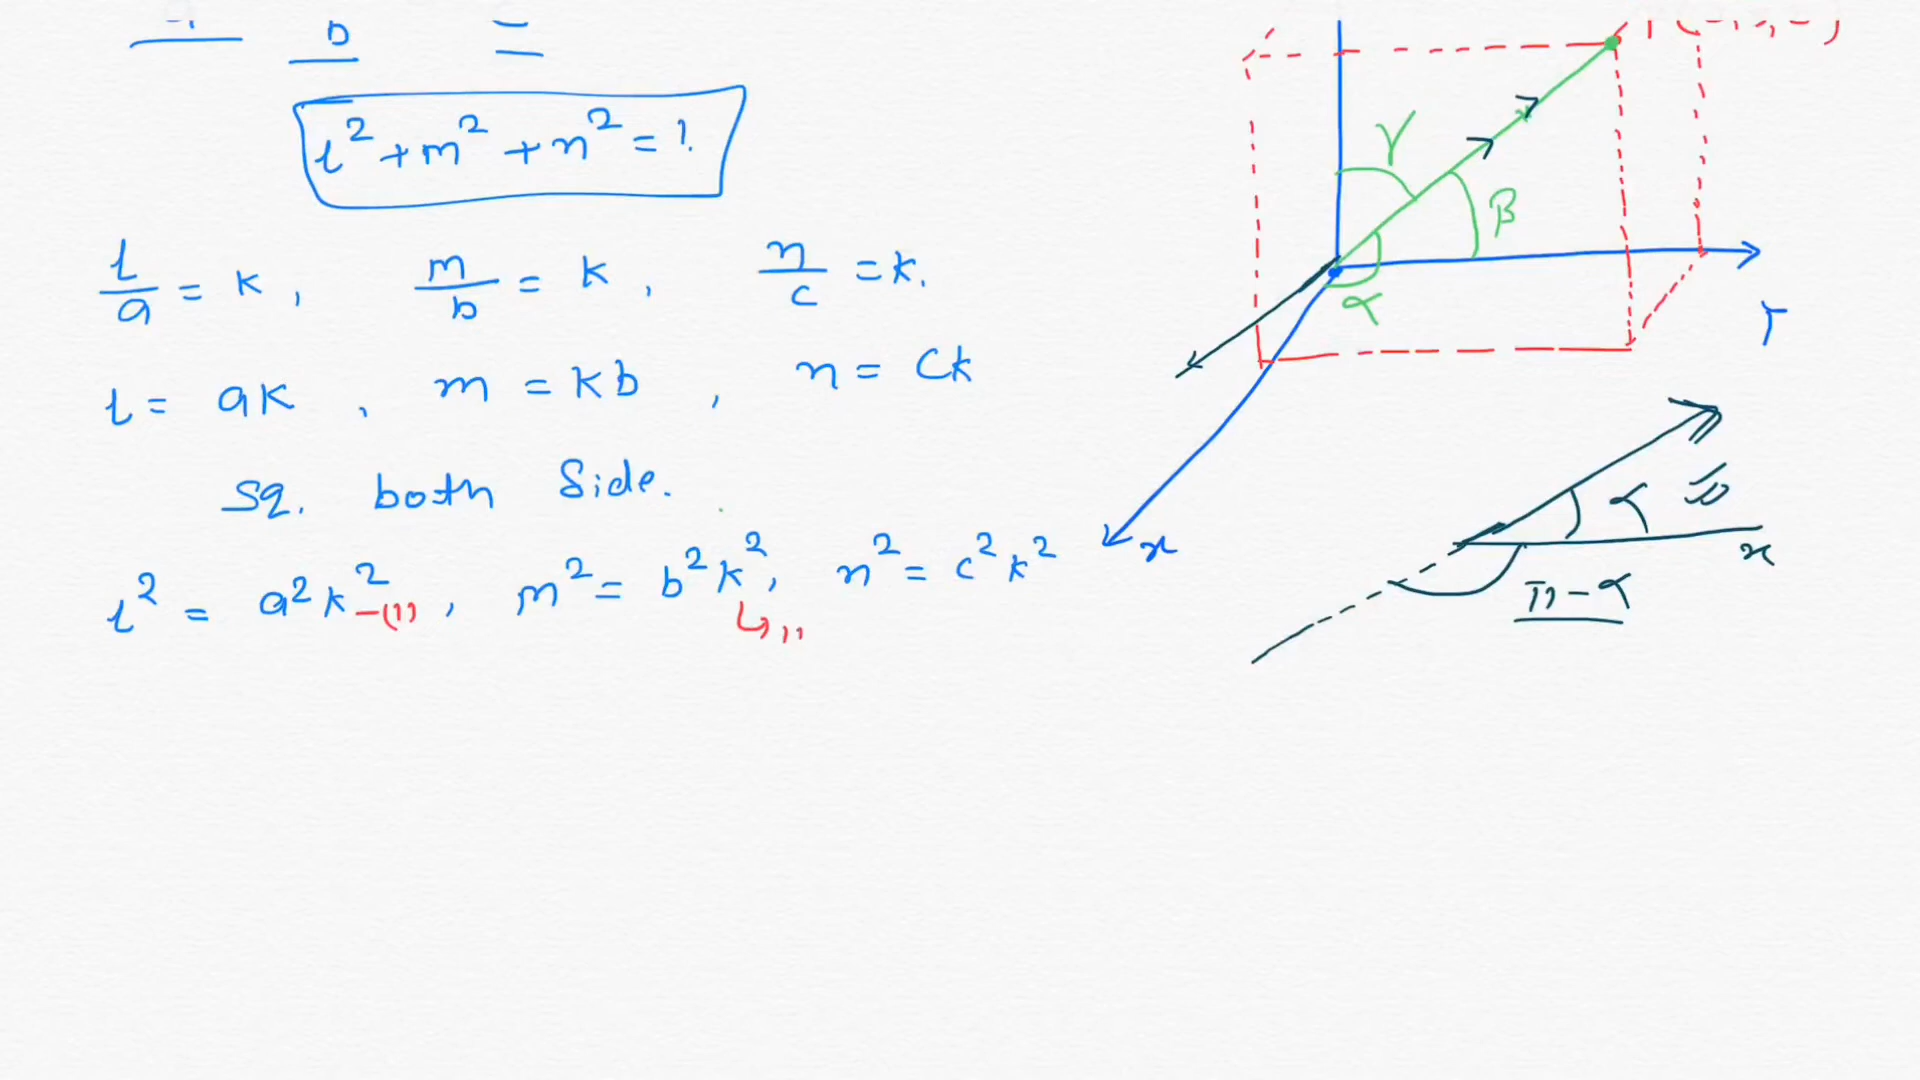 l² + m² + n² = 1.
l/a = k, m/b = k, n/c = k.
l = ak, m = kb, n = ck
sq. both side.
l² = a²k² -(1), m² = b²k², n² = c²k²
γ
β
α
Y
x
α
x
π-α